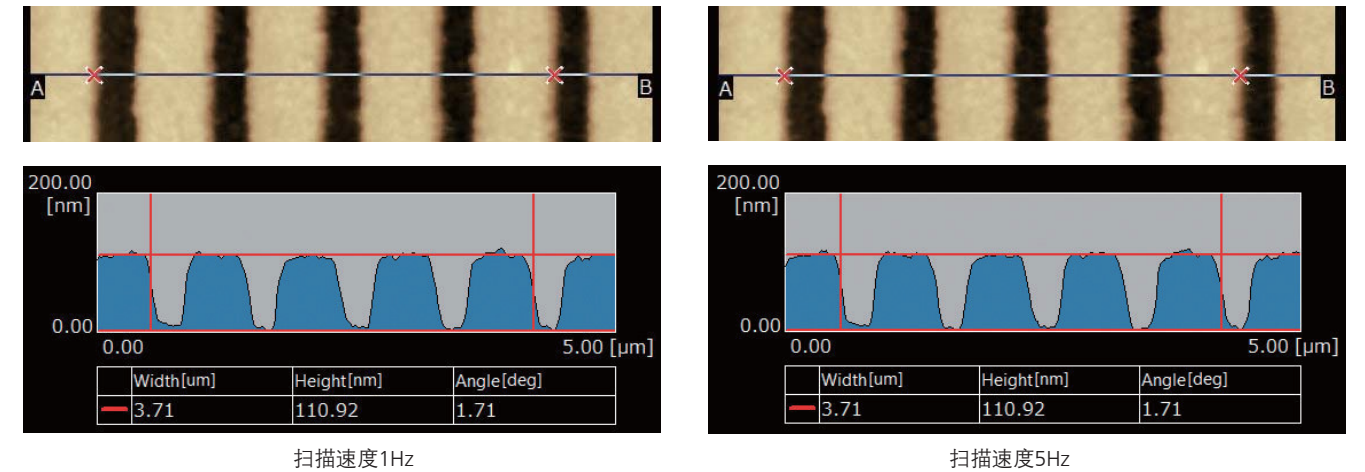 A B
200.00
[nm]
0.00
0.00 5.00 [μm]
Width[um] Height[nm] Angle[deg]
3.71 110.92 1.71
扫描速度1Hz
A B
200.00
[nm]
0.00
0.00 5.00 [μm]
Width[um] Height[nm] Angle[deg]
3.71 110.92 1.71
扫描速度5Hz